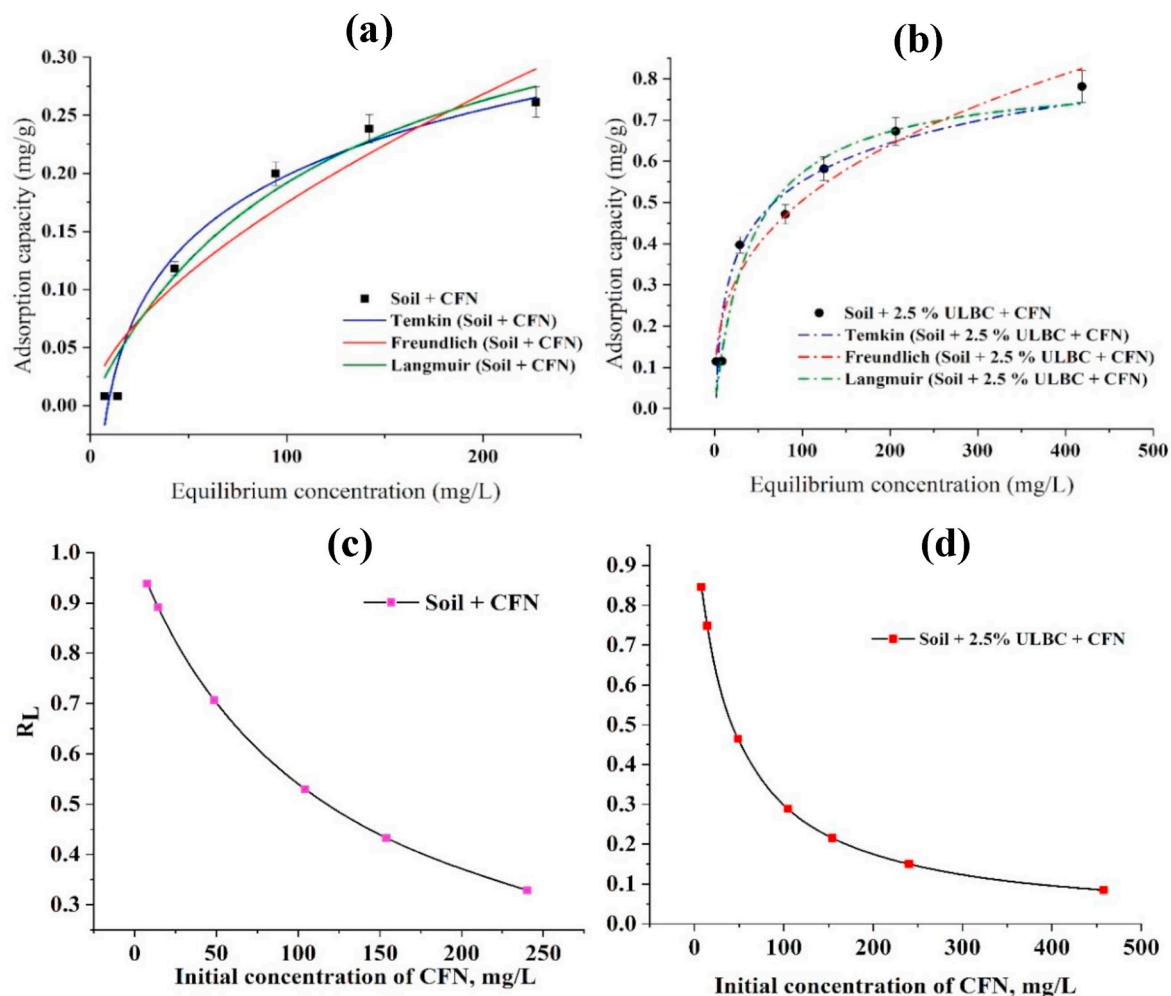 (a)
0.30
0.25
0.20
0.15
0.10
0.05
0.00
Adsorption capacity (mg/g)
Soil + CFN
Temkin (Soil + CFN)
Freundlich (Soil + CFN)
Langmuir (Soil + CFN)
0
100
200
Equilibrium concentration (mg/L)
(b)
0.8
0.7
0.6
0.5
0.4
0.3
0.2
0.1
0.0
Adsorption capacity (mg/g)
Soil + 2.5 % ULBC + CFN
Temkin (Soil + 2.5 % ULBC + CFN)
Freundlich (Soil + 2.5 % ULBC + CFN)
Langmuir (Soil + 2.5 % ULBC + CFN)
0
100
200
300
400
500
Equilibrium concentration (mg/L)
(c)
1.0
0.9
0.8
0.7
0.6
0.5
0.4
0.3
RL
Soil + CFN
0
50
100
150
200
250
Initial concentration of CFN, mg/L
(d)
0.9
0.8
0.7
0.6
0.5
0.4
0.3
0.2
0.1
0.0
Soil + 2.5% ULBC + CFN
0
100
200
300
400
500
Initial concentration of CFN, mg/L